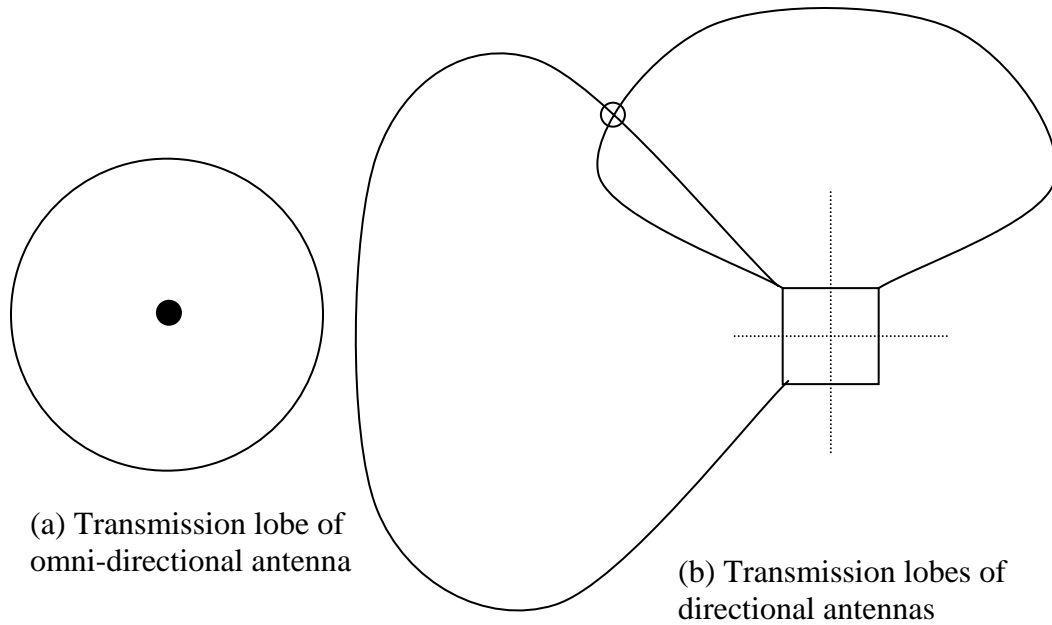 (a) Transmission lobe of
omni-directional antenna
(b) Transmission lobes of
directional antennas